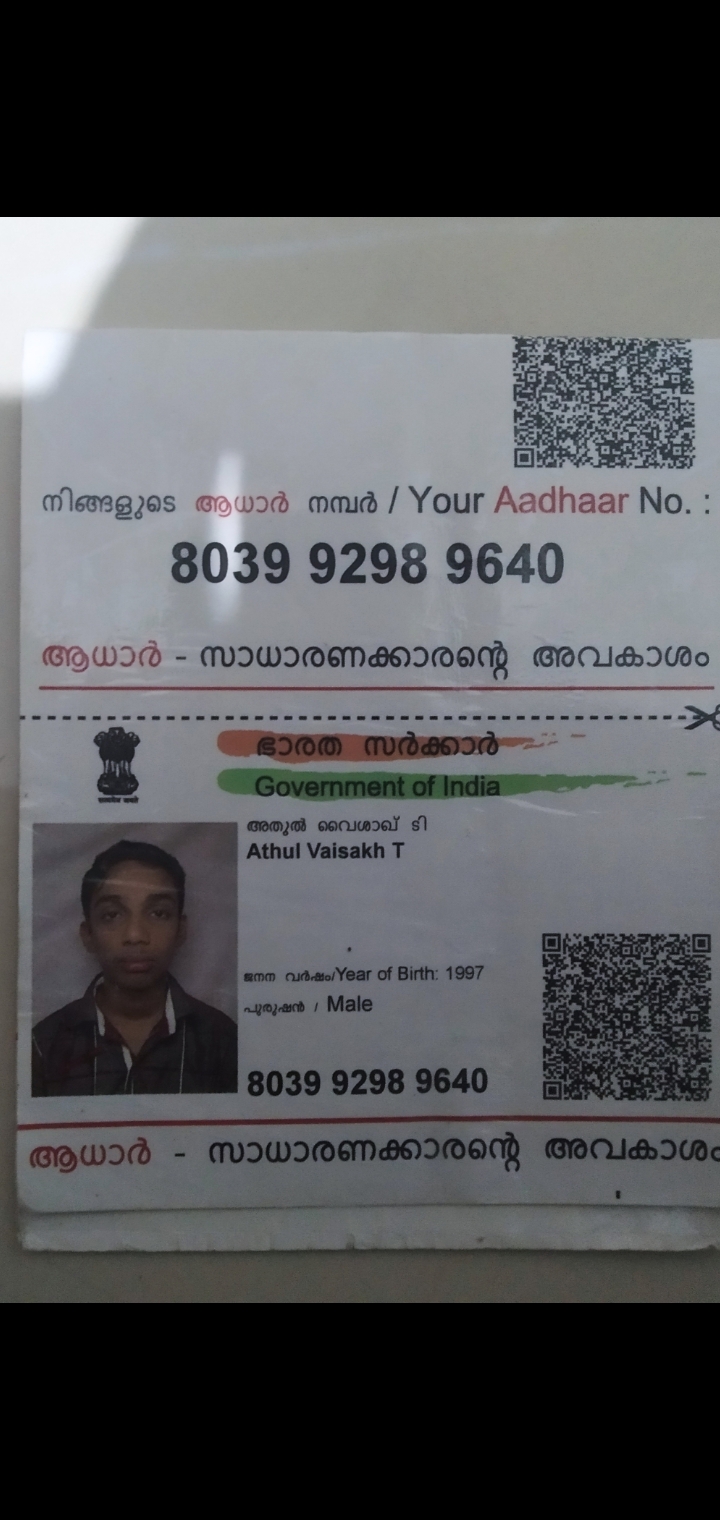 നിങ്ങളുടെ ആധാർ നമ്പർ / Your Aadhaar No. :
8039 9298 9640
ആധാർ - സാധാരണക്കാരന്റെ അവകാശം
ഭാരത സർക്കാർ
Government of India
അതുൽ വൈശാഖ് ടി
Athul Vaisakh T
ജനന വർഷം/Year of Birth: 1997
പുരുഷൻ / Male
8039 9298 9640
ആധാർ - സാധാരണക്കാരന്റെ അവകാശം